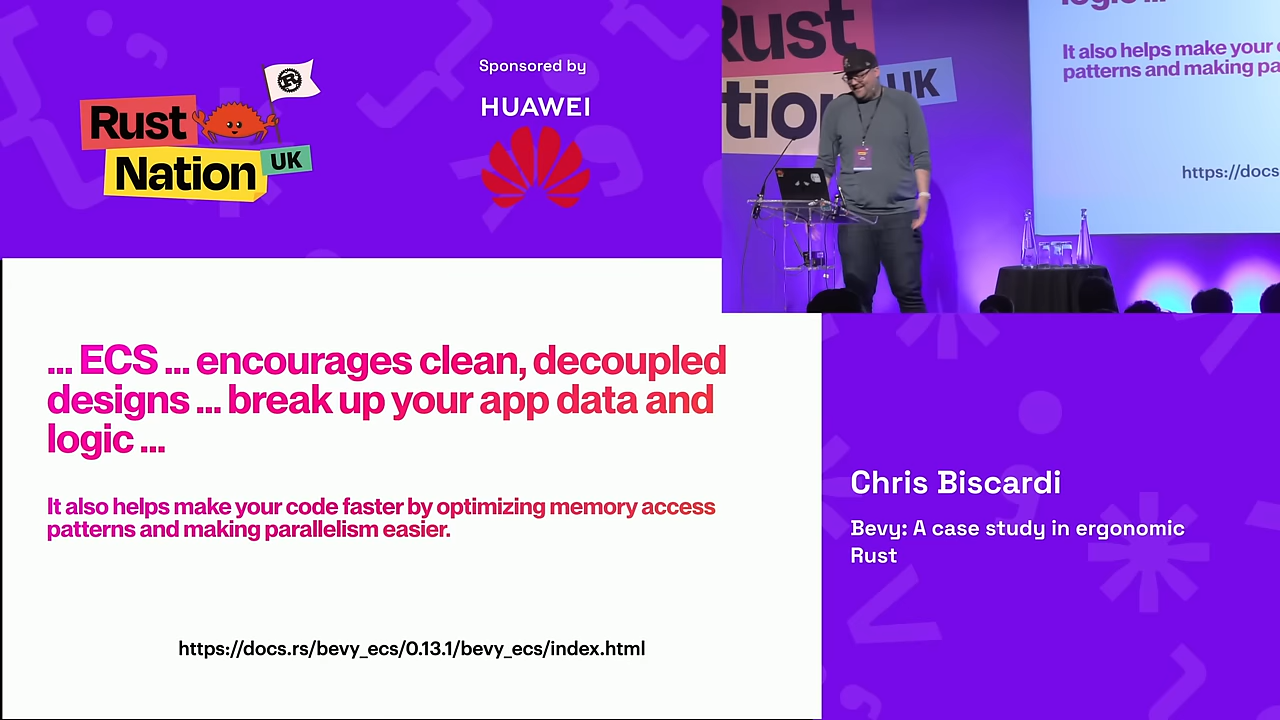 Rust
Nation
UK
Sponsored by
HUAWEI
Rust
tion
UK
logic ...
It also helps make your
patterns and making pa
https://docs
... ECS ... encourages clean, decoupled
designs ... break up your app data and
logic ...
It also helps make your code faster by optimizing memory access
patterns and making parallelism easier.
https://docs.rs/bevy_ecs/0.13.1/bevy_ecs/index.html
Chris Biscardi
Bevy: A case study in ergonomic
Rust